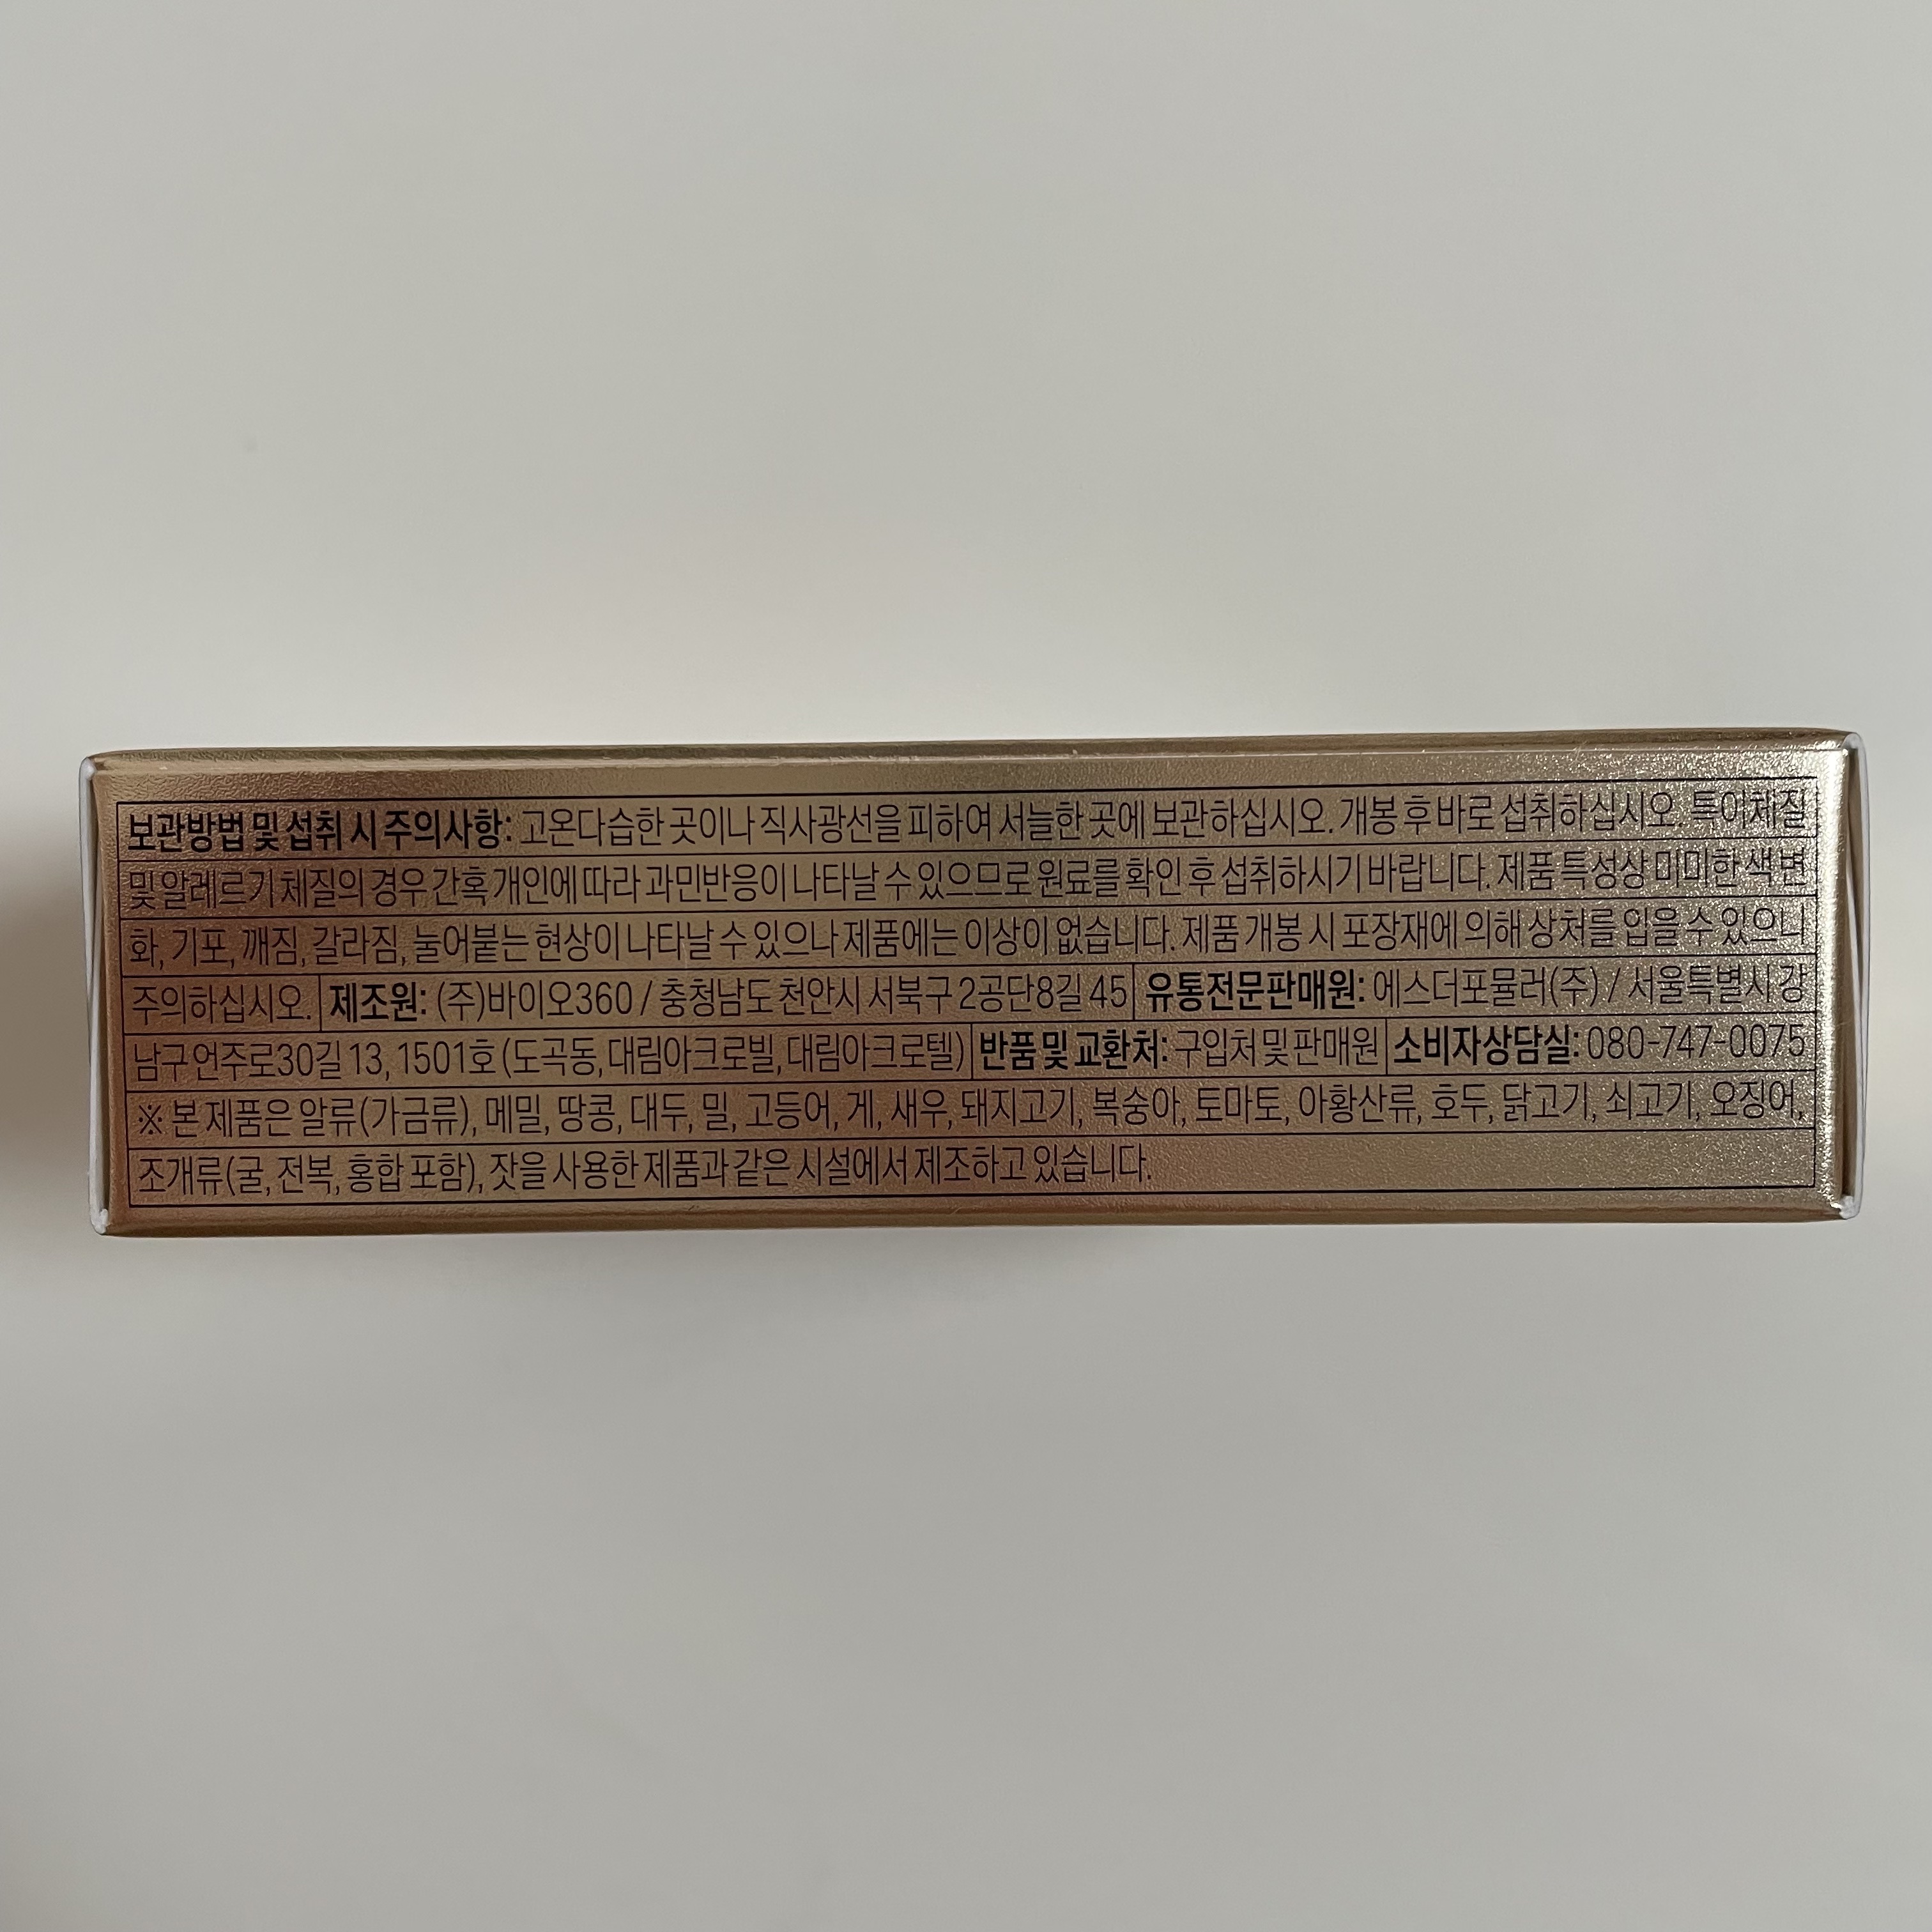 보관방법 및 섭취 시 주의사항: 고온다습한 곳이나 직사광선을 피하여 서늘한 곳에 보관하십시오. 개봉 후 바로 섭취하십시오. 특이체질
및 알레르기 체질의 경우 간혹 개인에 따라 과민반응이 나타날 수 있으므로 원료를 확인 후 섭취하시기 바랍니다. 제품 특성상 미미한 색 변
화, 기포, 깨짐, 갈라짐, 눌어붙는 현상이 나타날 수 있으나 제품에는 이상이 없습니다. 제품 개봉 시 포장재에 의해 상처를 입을 수 있으니
주의하십시오. 제조원: (주)바이오360 / 충청남도 천안시 서북구 2공단8길 45 유통전문판매원: 에스더포뮬러(주) / 서울특별시 강
남구 언주로30길 13, 1501호 (도곡동, 대림아크로빌, 대림아크로텔) 반품 및 교환처: 구입처 및 판매원 소비자상담실: 080-747-0075
※ 본 제품은 알류(가금류), 메밀, 땅콩, 대두, 밀, 고등어, 게, 새우, 돼지고기, 복숭아, 토마토, 아황산류, 호두, 닭고기, 쇠고기, 오징어,
조개류(굴, 전복, 홍합 포함), 잣을 사용한 제품과 같은 시설에서 제조하고 있습니다.